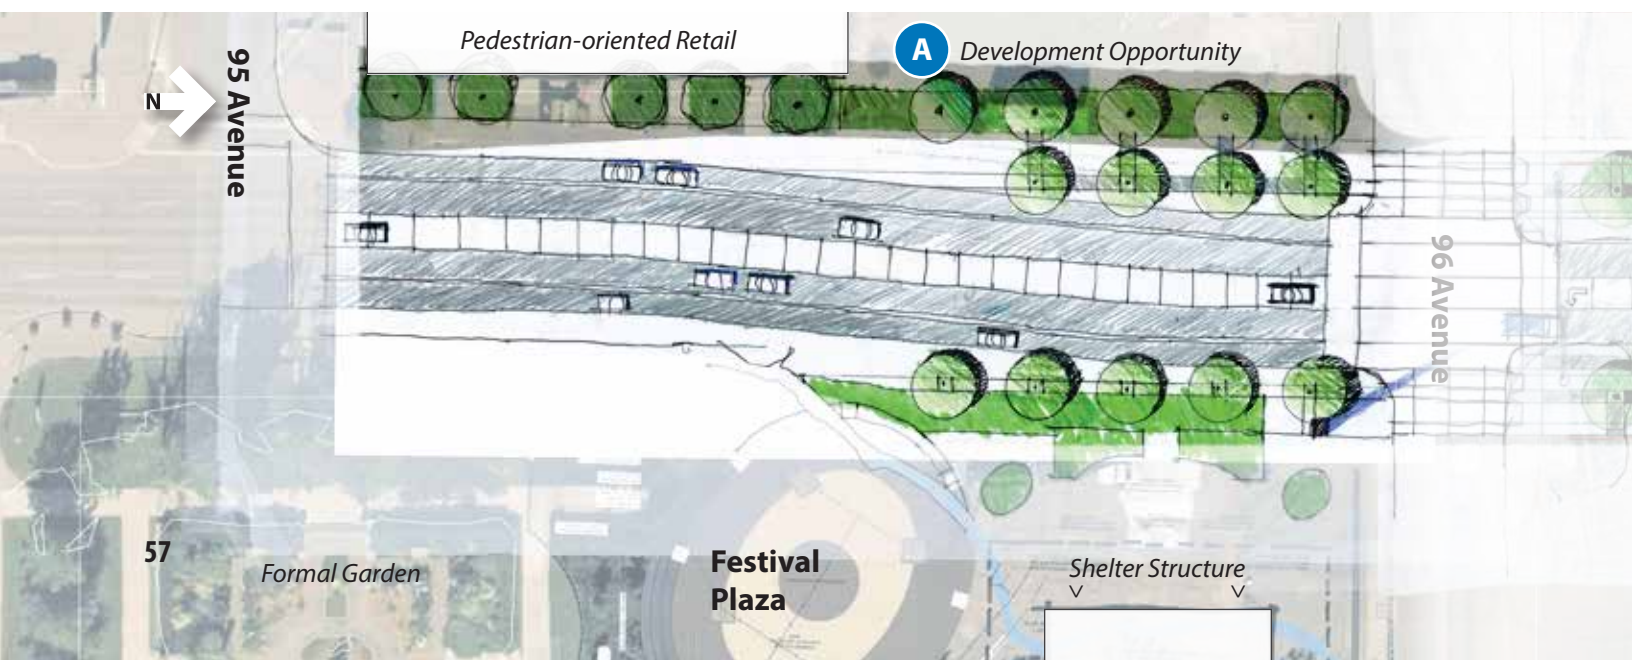 Pedestrian-oriented Retail
A
Development Opportunity
95 Avenue
N
96 Avenue
57
Formal Garden
Festival
Plaza
Shelter Structure